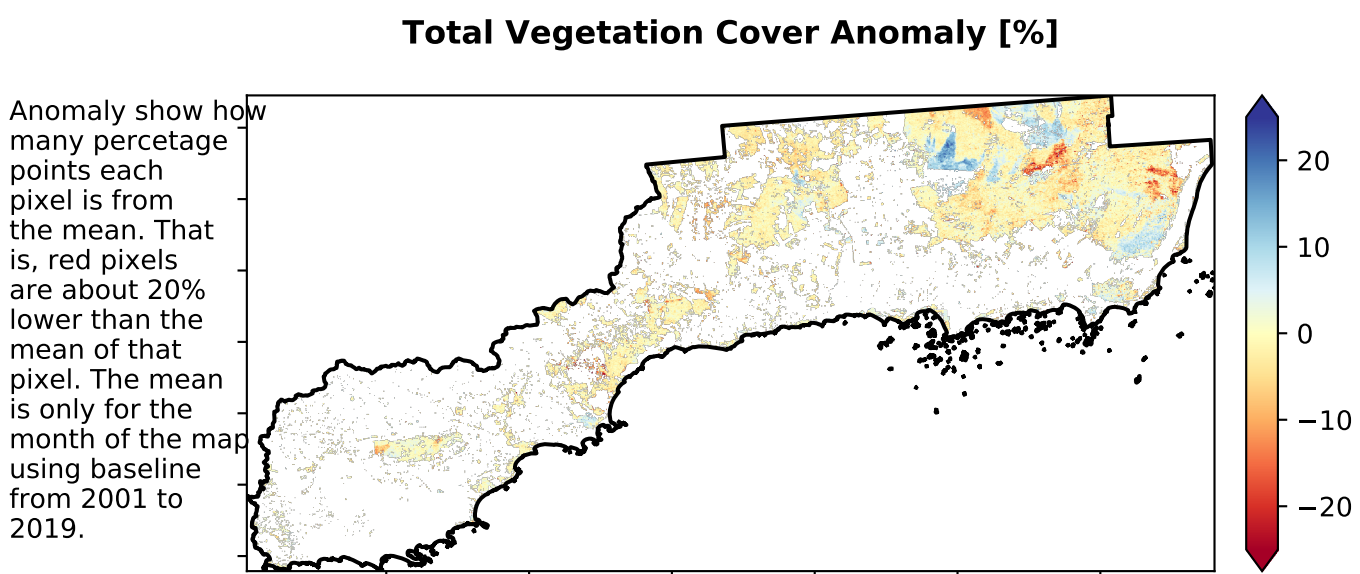 Total Vegetation Cover Anomaly [%]
Anomaly show how
many percetage
points each
pixel is from
the mean. That
is, red pixels
are about 20%
lower than the
mean of that
pixel. The mean
is only for the
month of the map
using baseline
from 2001 to
2019.
20
10
0
−10
−20